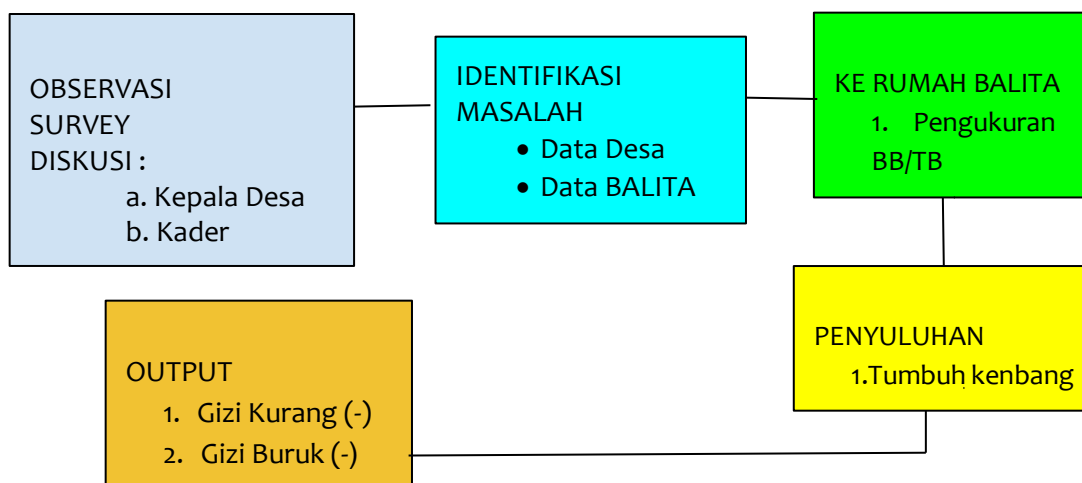 OBSERVASI
SURVEY
DISKUSI :
a. Kepala Desa
b. Kader
IDENTIFIKASI
MASALAH
• Data Desa
• Data BALITA
KE RUMAH BALITA
1. Pengukuran
BB/TB
PENYULUHAN
1.Tumbuh kenbang
OUTPUT
1. Gizi Kurang (-)
2. Gizi Buruk (-)